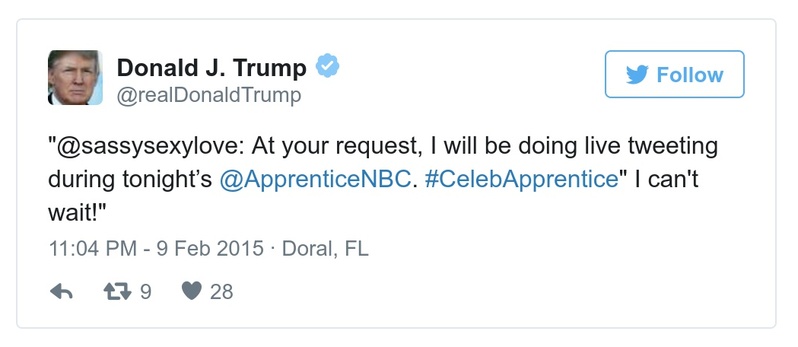 Donald J. Trump
@realDonaldTrump
Follow
"@sassysexylove: At your request, I will be doing live tweeting
during tonight’s @ApprenticeNBC. #CelebApprentice" I can't
wait!"
11:04 PM - 9 Feb 2015 · Doral, FL
9 28